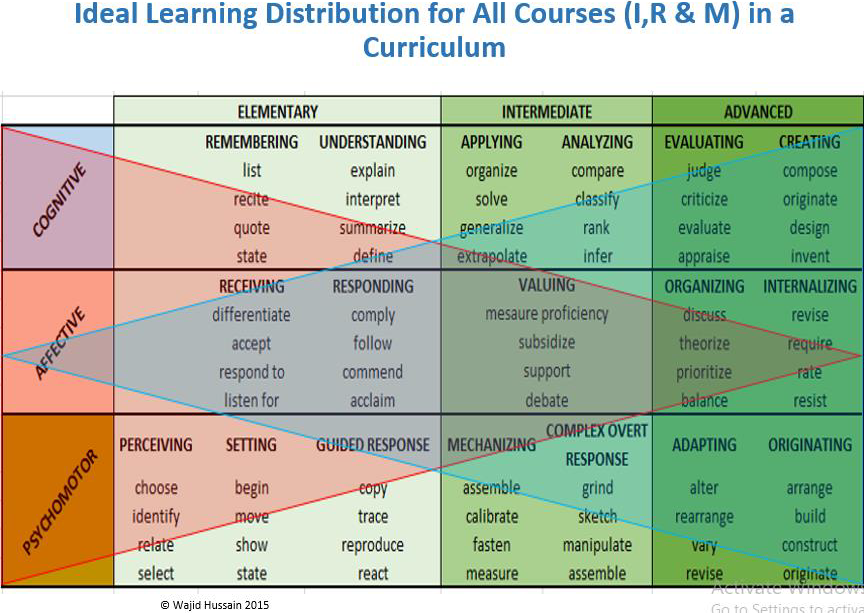 Ideal Learning Distribution for All Courses (I,R & M) in a
Curriculum
ELEMENTARY INTERMEDIATE ADVANCED
COGNITIVE
REMEMBERING UNDERSTANDING APPLYING ANALYZING EVALUATING CREATING
list explain organize compare judge compose
recite interpret solve classify criticize originate
quote summarize generalize rank evaluate design
state define extrapolate infer appraise invent
AFFECTIVE
RECEIVING RESPONDING VALUING ORGANIZING INTERNALIZING
differentiate comply mesaure proficiency discuss revise
accept follow subsidize theorize require
respond to commend support prioritize rate
listen for acclaim debate balance resist
PSYCHOMOTOR
PERCEIVING SETTING GUIDED RESPONSE MECHANIZING COMPLEX OVERT
RESPONSE ADAPTING ORIGINATING
choose begin copy assemble grind alter arrange
identify move trace calibrate sketch rearrange build
relate show reproduce fasten manipulate vary construct
select state react measure assemble revise originate
© Wajid Hussain 2015
Activate Window
Go to Settings to activa